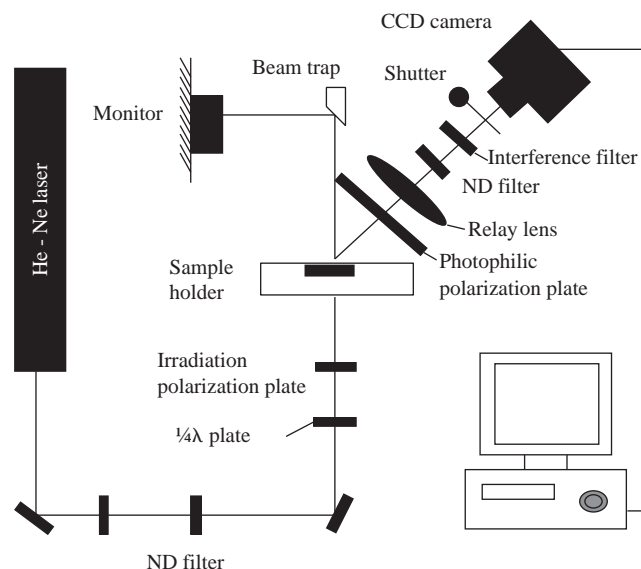 CCD camera
Beam trap
Shutter
Monitor
Interference filter
ND filter
Relay lens
Photophilic
polarization plate
He - Ne laser
Sample
holder
Irradiation
polarization plate
¼λ plate
ND filter